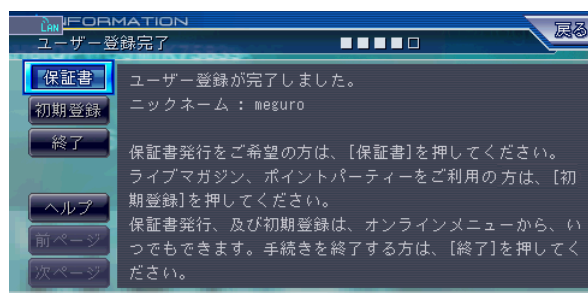 LAN INFORMATION
戻る
ユーザー登録完了
保証書
初期登録
終了
ヘルプ
前ページ
次ページ
ユーザー登録が完了しました。
ニックネーム : meguro
保証書発行をご希望の方は、[保証書]を押してください。
ライブマガジン、ポイントパーティーをご利用の方は、[初
期登録]を押してください。
保証書発行、及び初期登録は、オンラインメニューから、い
つでもできます。手続きを終了する方は、[終了]を押してく
ださい。